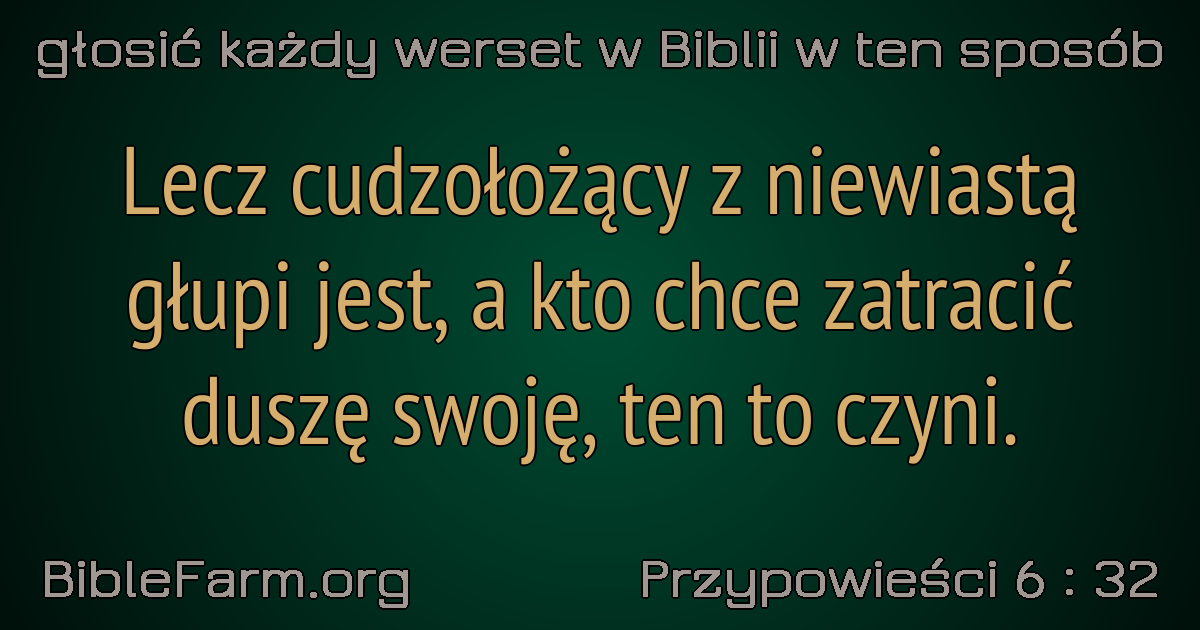 głosić każdy werset w Biblii w ten sposób
Lecz cudzołożący z niewiastą
głupi jest, a kto chce zatracić
duszę swoję, ten to czyni.
BibleFarm.org
Przypowieści 6 : 32